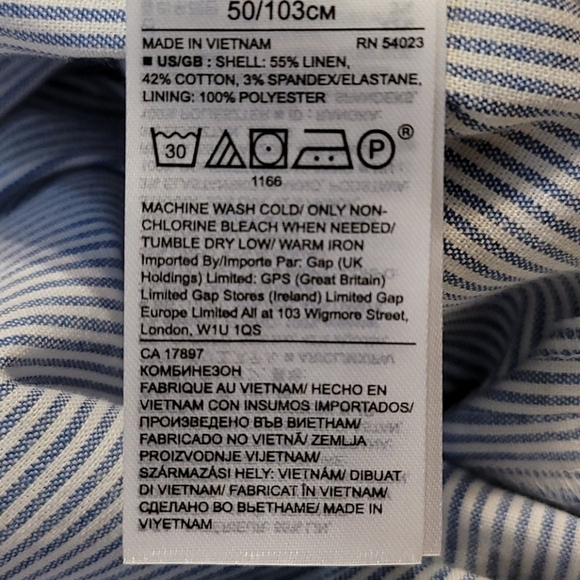 50/103CM
MADE IN VIETNAM RN 54023
■ US/GB : SHELL: 55% LINEN,
42% COTTON, 3% SPANDEX/ELASTANE,
LINING: 100% POLYESTER
30 P ®
1166
MACHINE WASH COLD/ ONLY NON-
CHLORINE BLEACH WHEN NEEDED/
TUMBLE DRY LOW/ WARM IRON
Imported By/Importe Par: Gap (UK
Holdings) Limited: GPS (Great Britain)
Limited Gap Stores (Ireland) Limited Gap
Europe Limited All at 103 Wigmore Street,
London, W1U 1QS
CA 17897
КОМБИНЕЗОН
FABRIQUE AU VIETNAM/ HECHO EN
VIETNAM CON INSUMOS IMPORTADOS/
ПРОИЗВЕДЕНО ВЪВ ВИЕТНАМ/
FABRICADO NO VIETNÃ/ ZEMLJA
PROIZVODNJE VIJETNAM/
SZÁRMAZÁSI HELY: VIETNÁM/ DIBUAT
DI VIETNAM/ FABRICAT ÎN VIETNAM/
СДЕЛАНО ВО ВЬЕТНАМЕ/ MADE IN
VIYETNAM